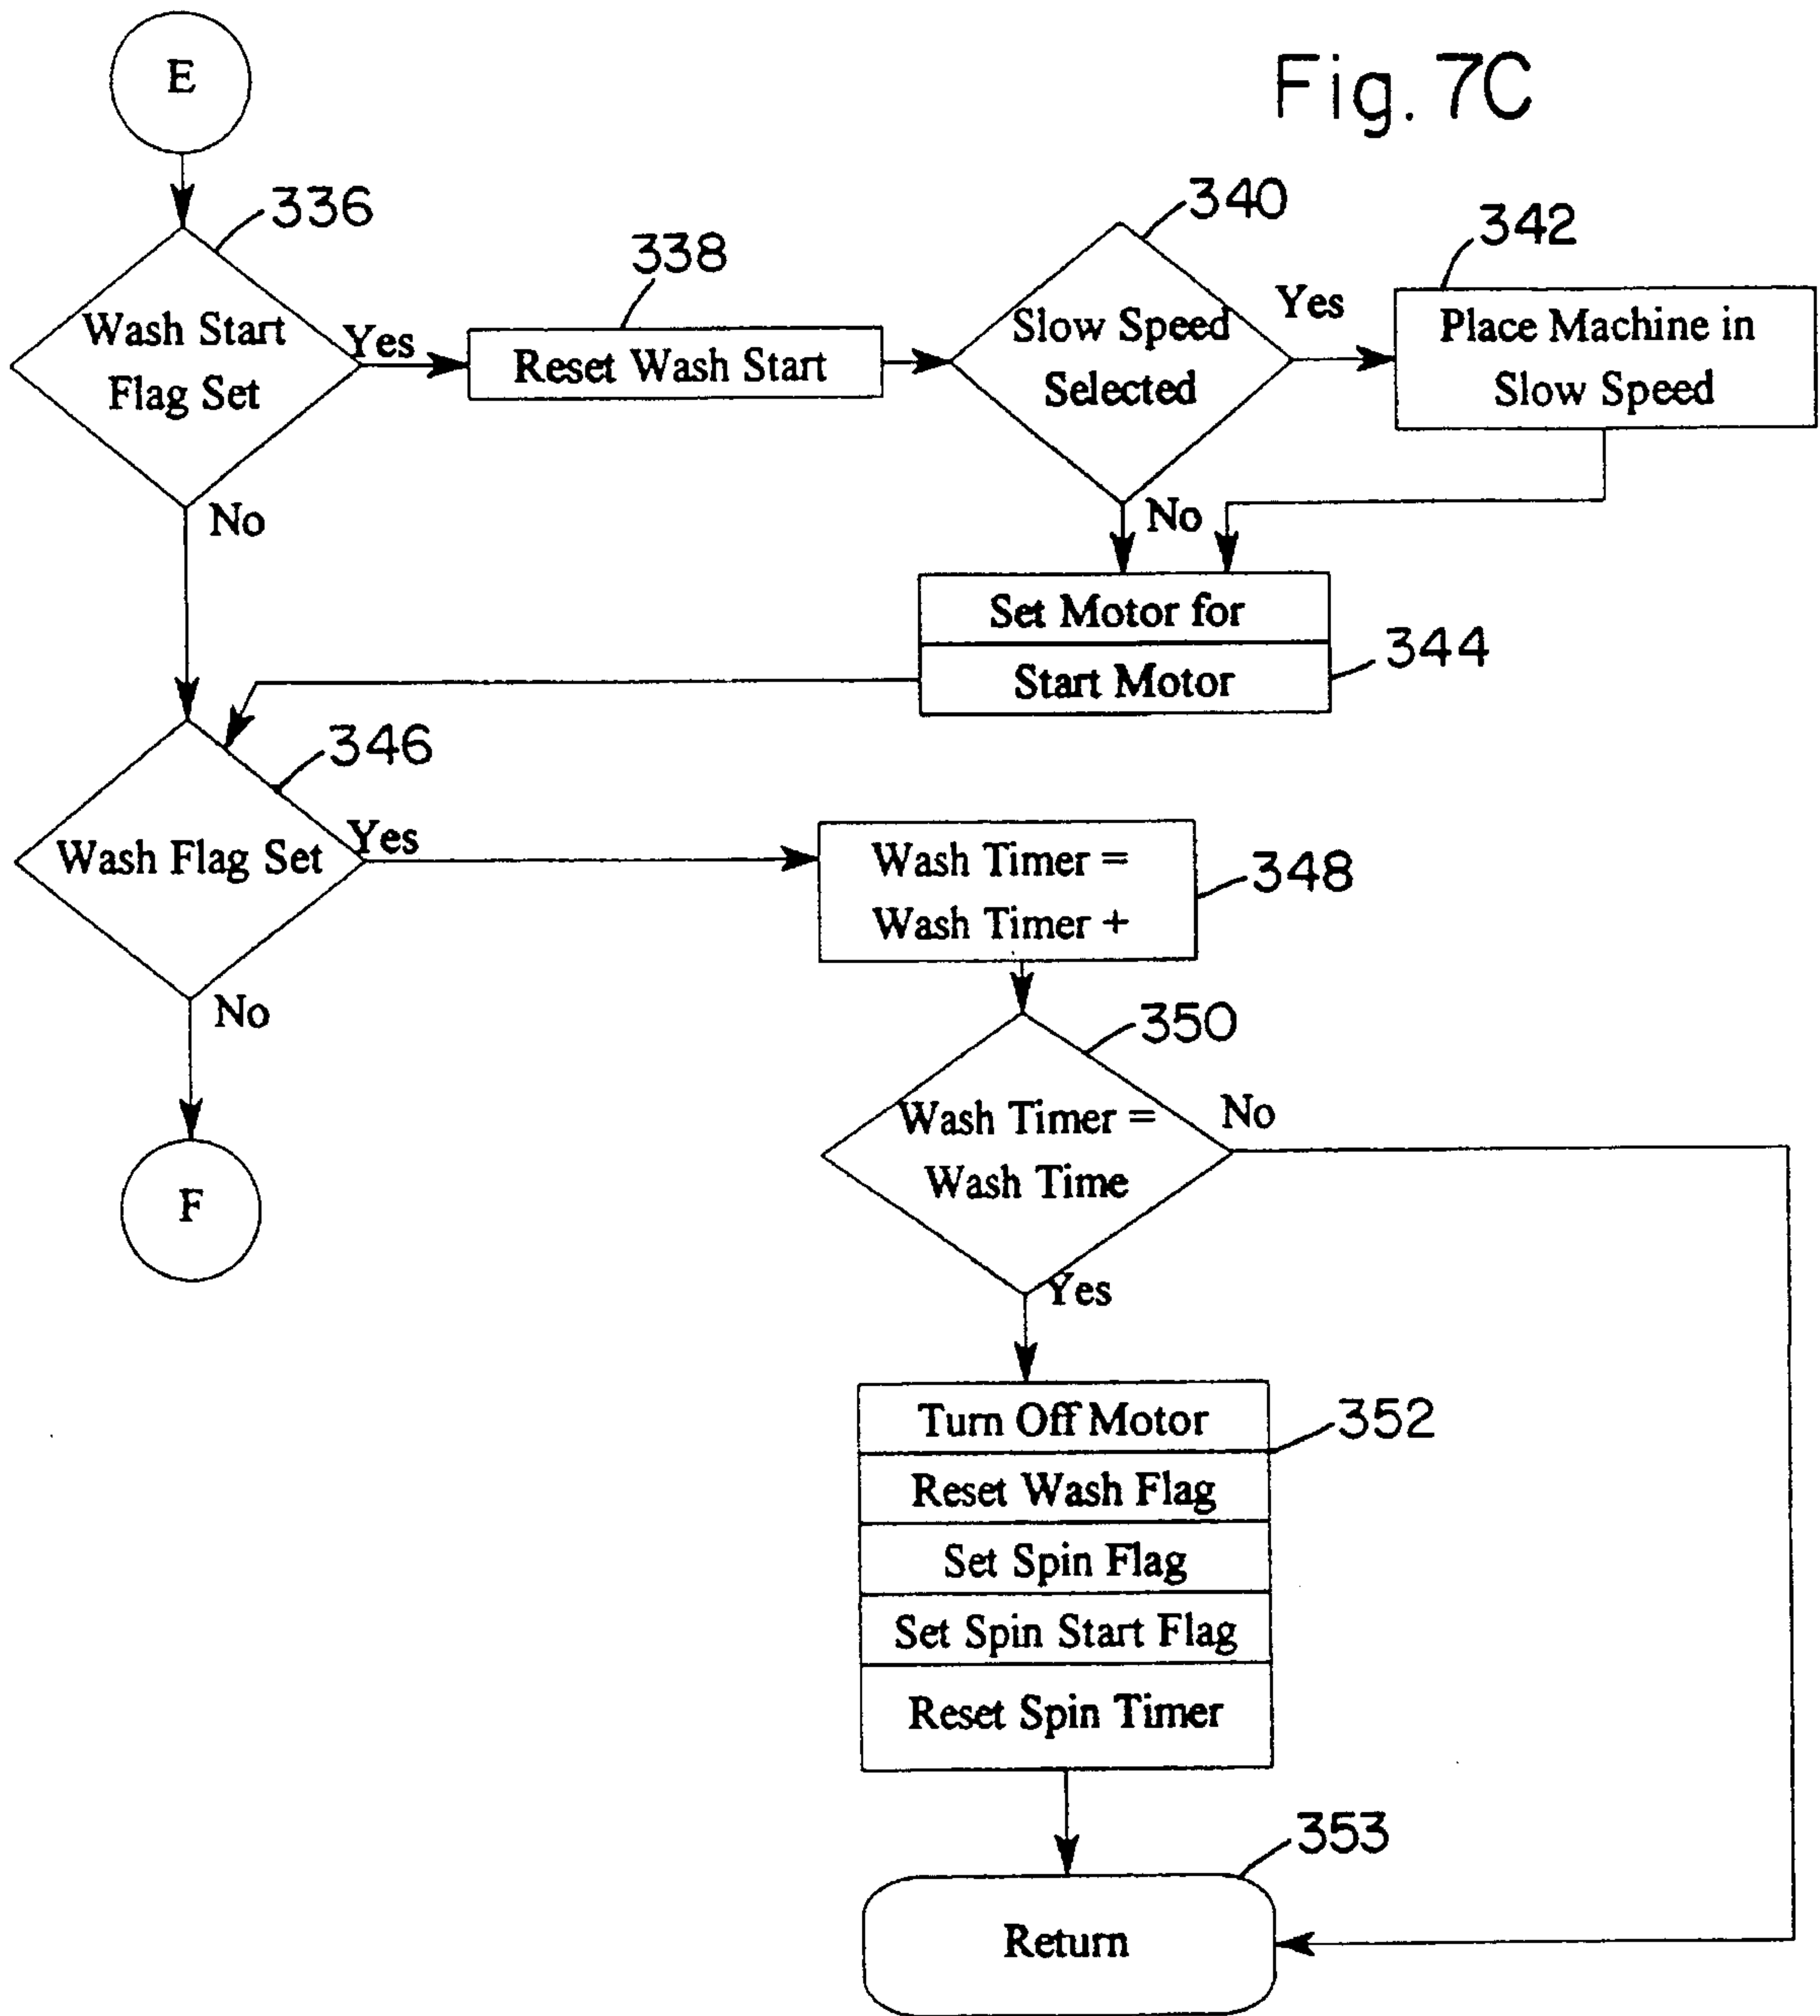 Fig. 7C
E
336
Wash Start
Flag Set
Yes
No
338
Reset Wash Start
340
Slow Speed
Selected
Yes
No
342
Place Machine in
Slow Speed
Set Motor for
Start Motor
344
346
Wash Flag Set
Yes
No
F
Wash Timer =
Wash Timer +
348
350
Wash Timer =
Wash Time
No
Yes
Turn Off Motor
352
Reset Wash Flag
Set Spin Flag
Set Spin Start Flag
Reset Spin Timer
353
Return